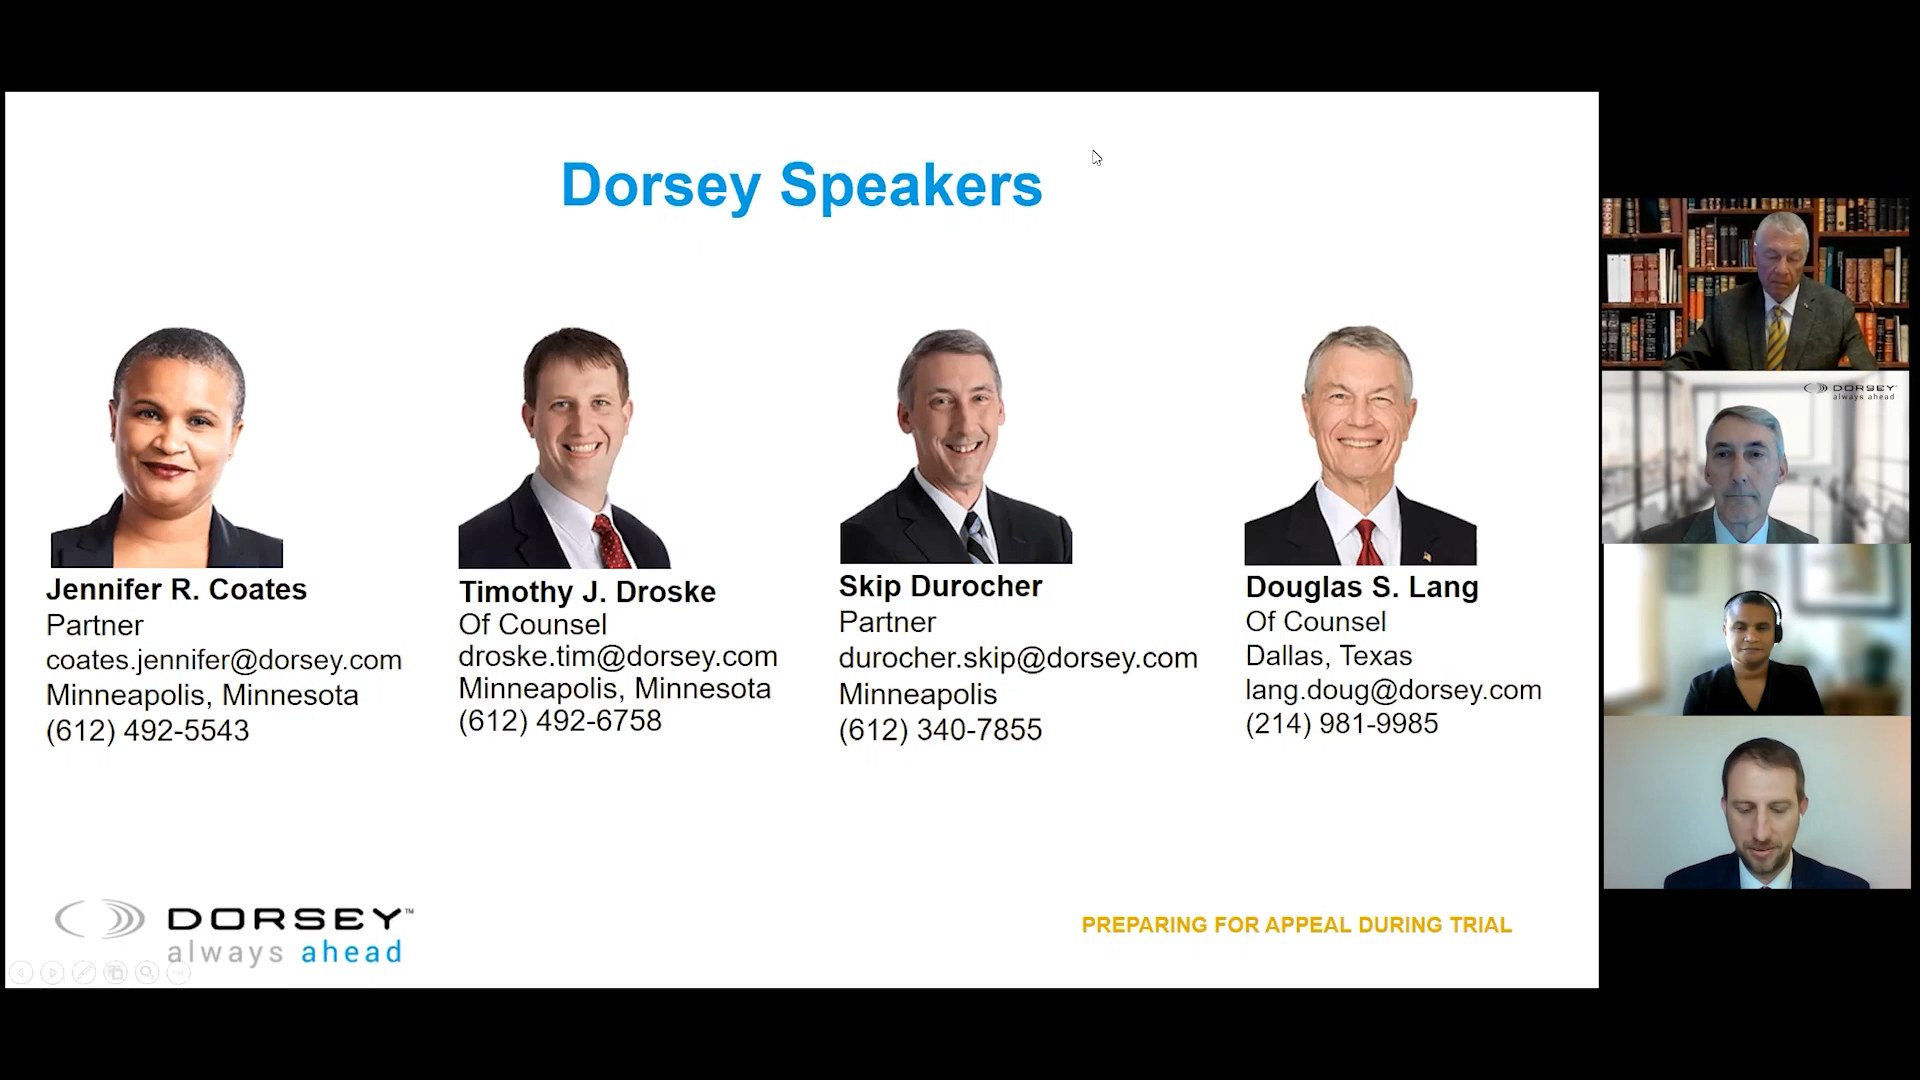 Dorsey Speakers
Jennifer R. Coates
Partner
coates.jennifer@dorsey.com
Minneapolis, Minnesota
(612) 492-5543
Timothy J. Droske
Of Counsel
droske.tim@dorsey.com
Minneapolis, Minnesota
(612) 492-6758
Skip Durocher
Partner
durocher.skip@dorsey.com
Minneapolis
(612) 340-7855
Douglas S. Lang
Of Counsel
Dallas, Texas
lang.doug@dorsey.com
(214) 981-9985
DORSEY™
always ahead
PREPARING FOR APPEAL DURING TRIAL
DORSEY
always ahead